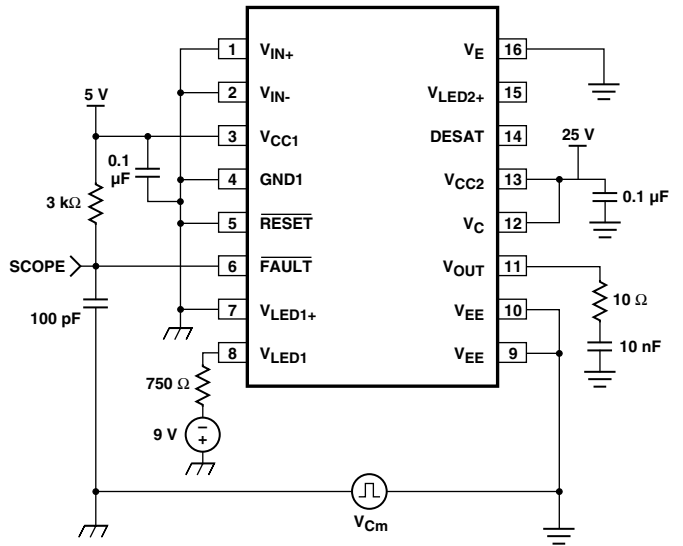 1 V_IN+
2 V_IN-
3 V_CC1
4 GND1
5 RESET
6 FAULT
7 V_LED1+
8 V_LED1
V_E 16
V_LED2+ 15
DESAT 14
V_CC2 13
V_C 12
V_OUT 11
V_EE 10
V_EE 9
5 V
0.1
µF
3 kΩ
SCOPE
100 pF
750 Ω
9 V
−
+
V_Cm
25 V
0.1 µF
10 Ω
10 nF